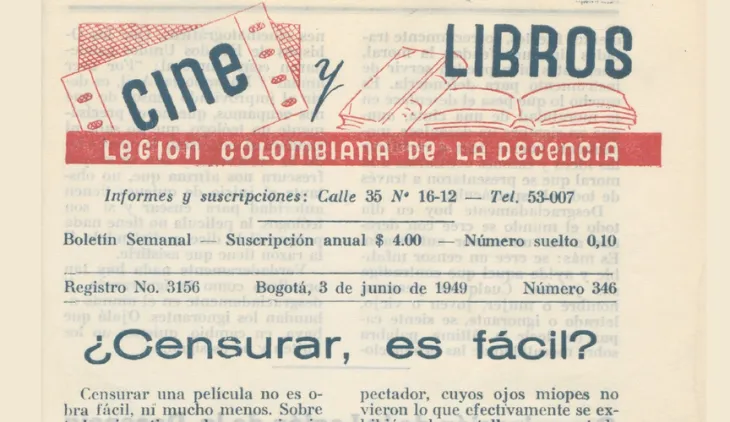 CINE y LIBROS
LEGION COLOMBIANA DE LA DECENCIA
Informes y suscripciones: Calle 35 Nº 16-12 — Tel. 53-007
Boletín Semanal — Suscripción anual $ 4.00 — Número suelto 0,10
Registro No. 3156 Bogotá, 3 de junio de 1949 Número 346
¿Censurar, es fácil?
Censurar una película no es o-
bra fácil, ni mucho menos. Sobre
pectador, cuyos ojos miopes no
vieron lo que efectivamente se ex-